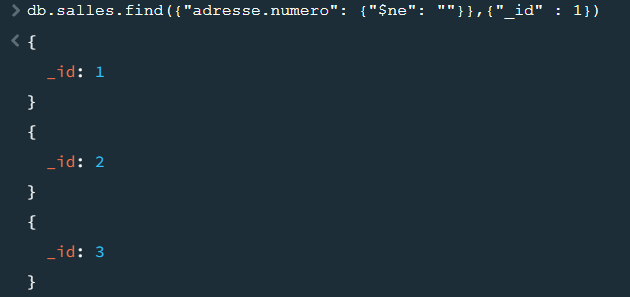 > db.salles.find({"adresse.numero": {"$ne": ""}},{"_id" : 1})
< {
_id: 1
}
{
_id: 2
}
{
_id: 3
}